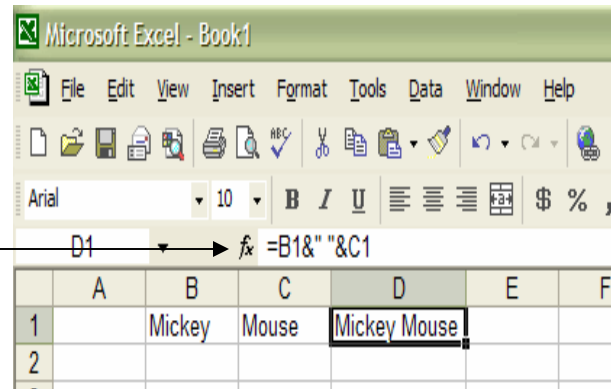 Microsoft Excel - Book1
File Edit View Insert Format Tools Data Window Help
ABC
Arial 10 B I U $ % ,
D1 fx =B1&" "&C1
A B C D E F
1 Mickey Mouse Mickey Mouse
2